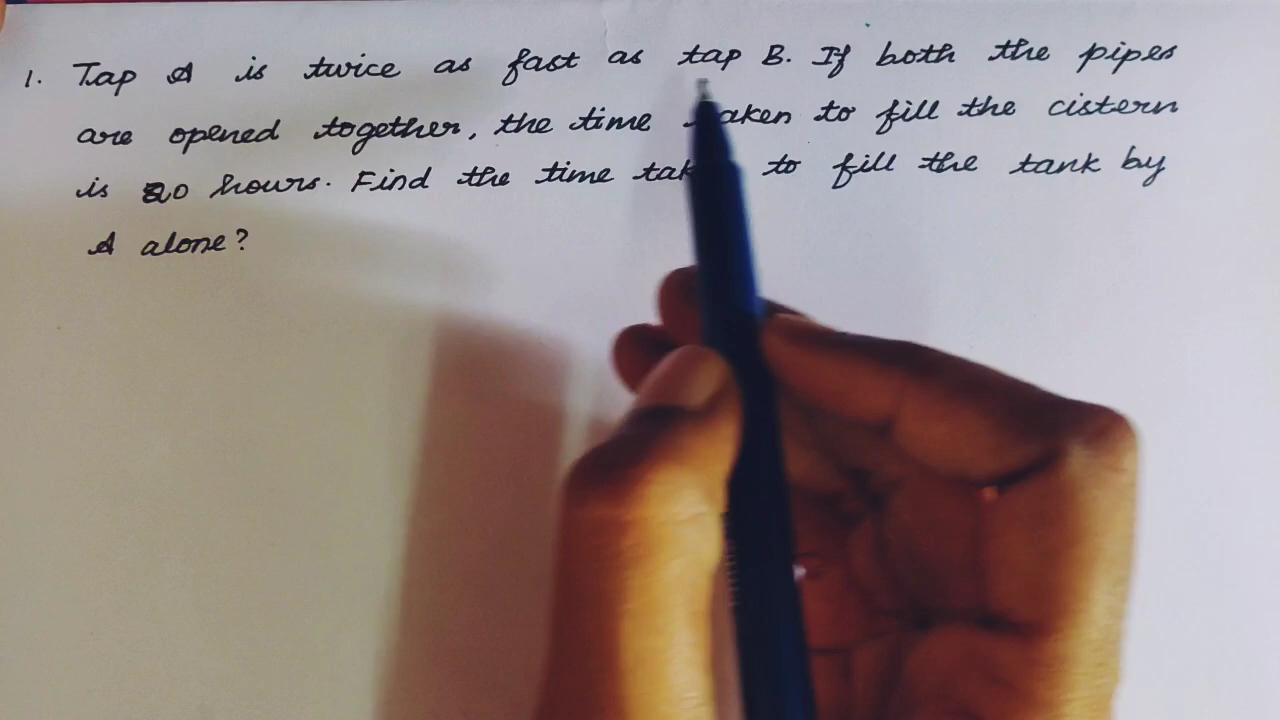 1. Tap A is twice as fast as tap B. If both the pipes
are opened together, the time taken to fill the cistern
is 20 hours. Find the time to fill the tank by
A alone?